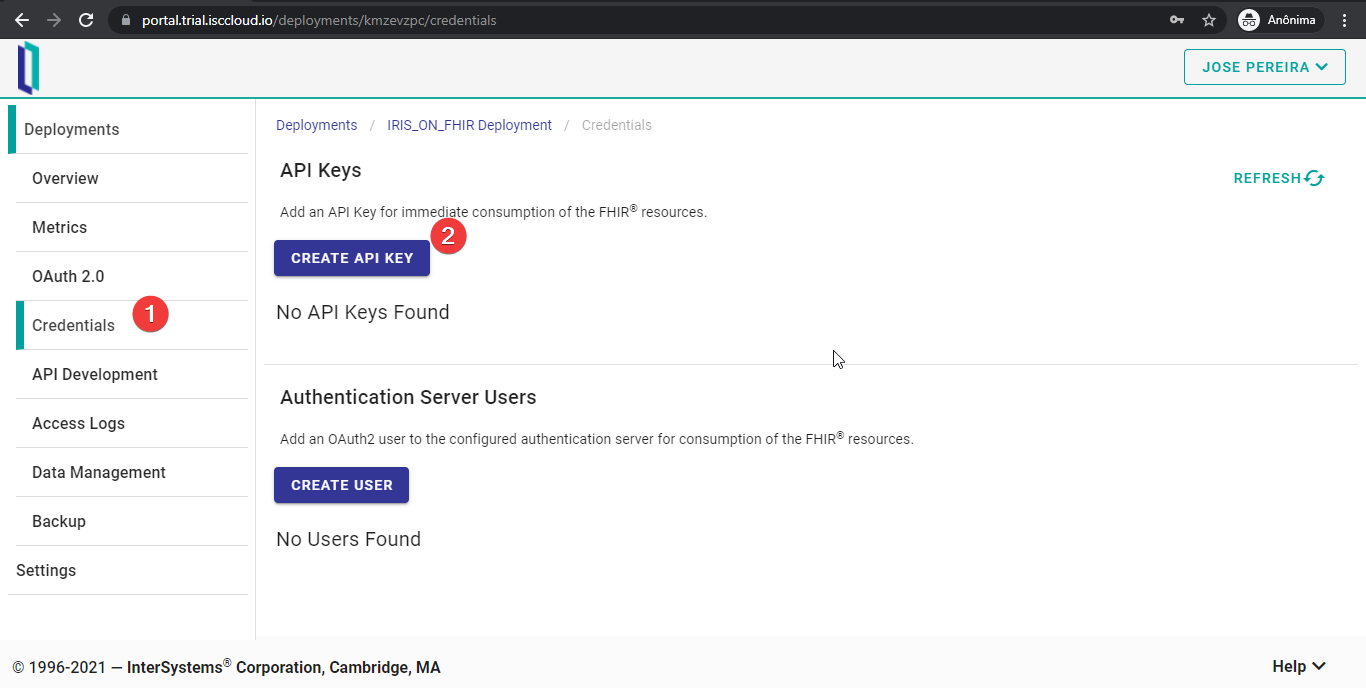 portal.trial.isccloud.io/deployments/kmzevzpc/credentials
Anônima
JOSE PEREIRA
Deployments
Overview
Metrics
OAuth 2.0
Credentials
1
API Development
Access Logs
Data Management
Backup
Settings
Deployments / IRIS_ON_FHIR Deployment / Credentials
API Keys
REFRESH
Add an API Key for immediate consumption of the FHIR® resources.
2
CREATE API KEY
No API Keys Found
Authentication Server Users
Add an OAuth2 user to the configured authentication server for consumption of the FHIR® resources.
CREATE USER
No Users Found
© 1996-2021 — InterSystems® Corporation, Cambridge, MA
Help